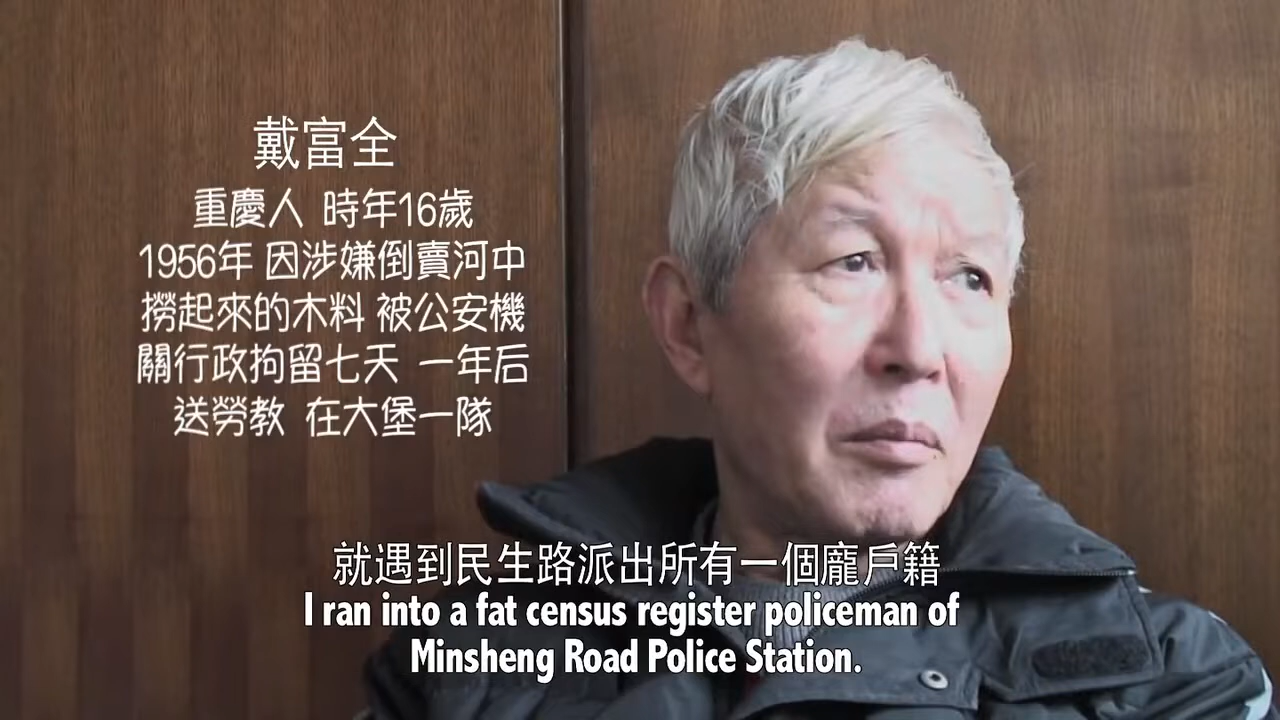 戴富全
重慶人 時年16歲
1956年 因涉嫌倒賣河中
撈起來的木料 被公安機
關行政拘留七天 一年后
送勞教 在大堡一隊
就遇到民生路派出所有一個龐戶籍
I ran into a fat census register policeman of
Minsheng Road Police Station.